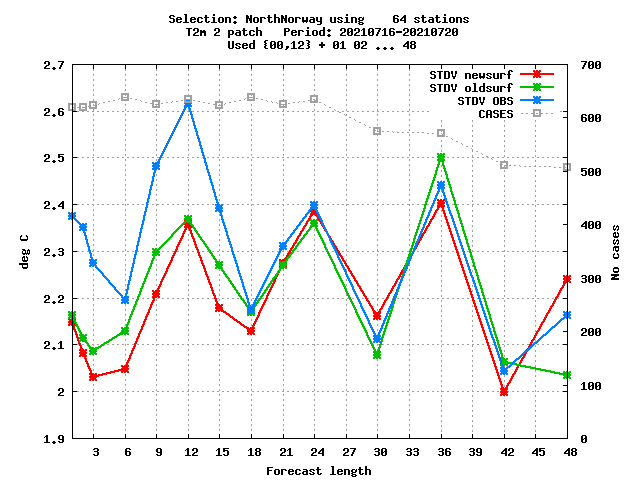 Selection: NorthNorway using    64 stations
T2m 2 patch   Period: 20210716-20210720
Used {00,12} + 01 02 ... 48
2.7
2.6
2.5
2.4
2.3
2.2
2.1
2
1.9
deg C
700
600
500
400
300
200
100
0
No cases
STDV newsurf
STDV oldsurf
STDV OBS
CASES
3 6 9 12 15 18 21 24 27 30 33 36 39 42 45 48
Forecast length